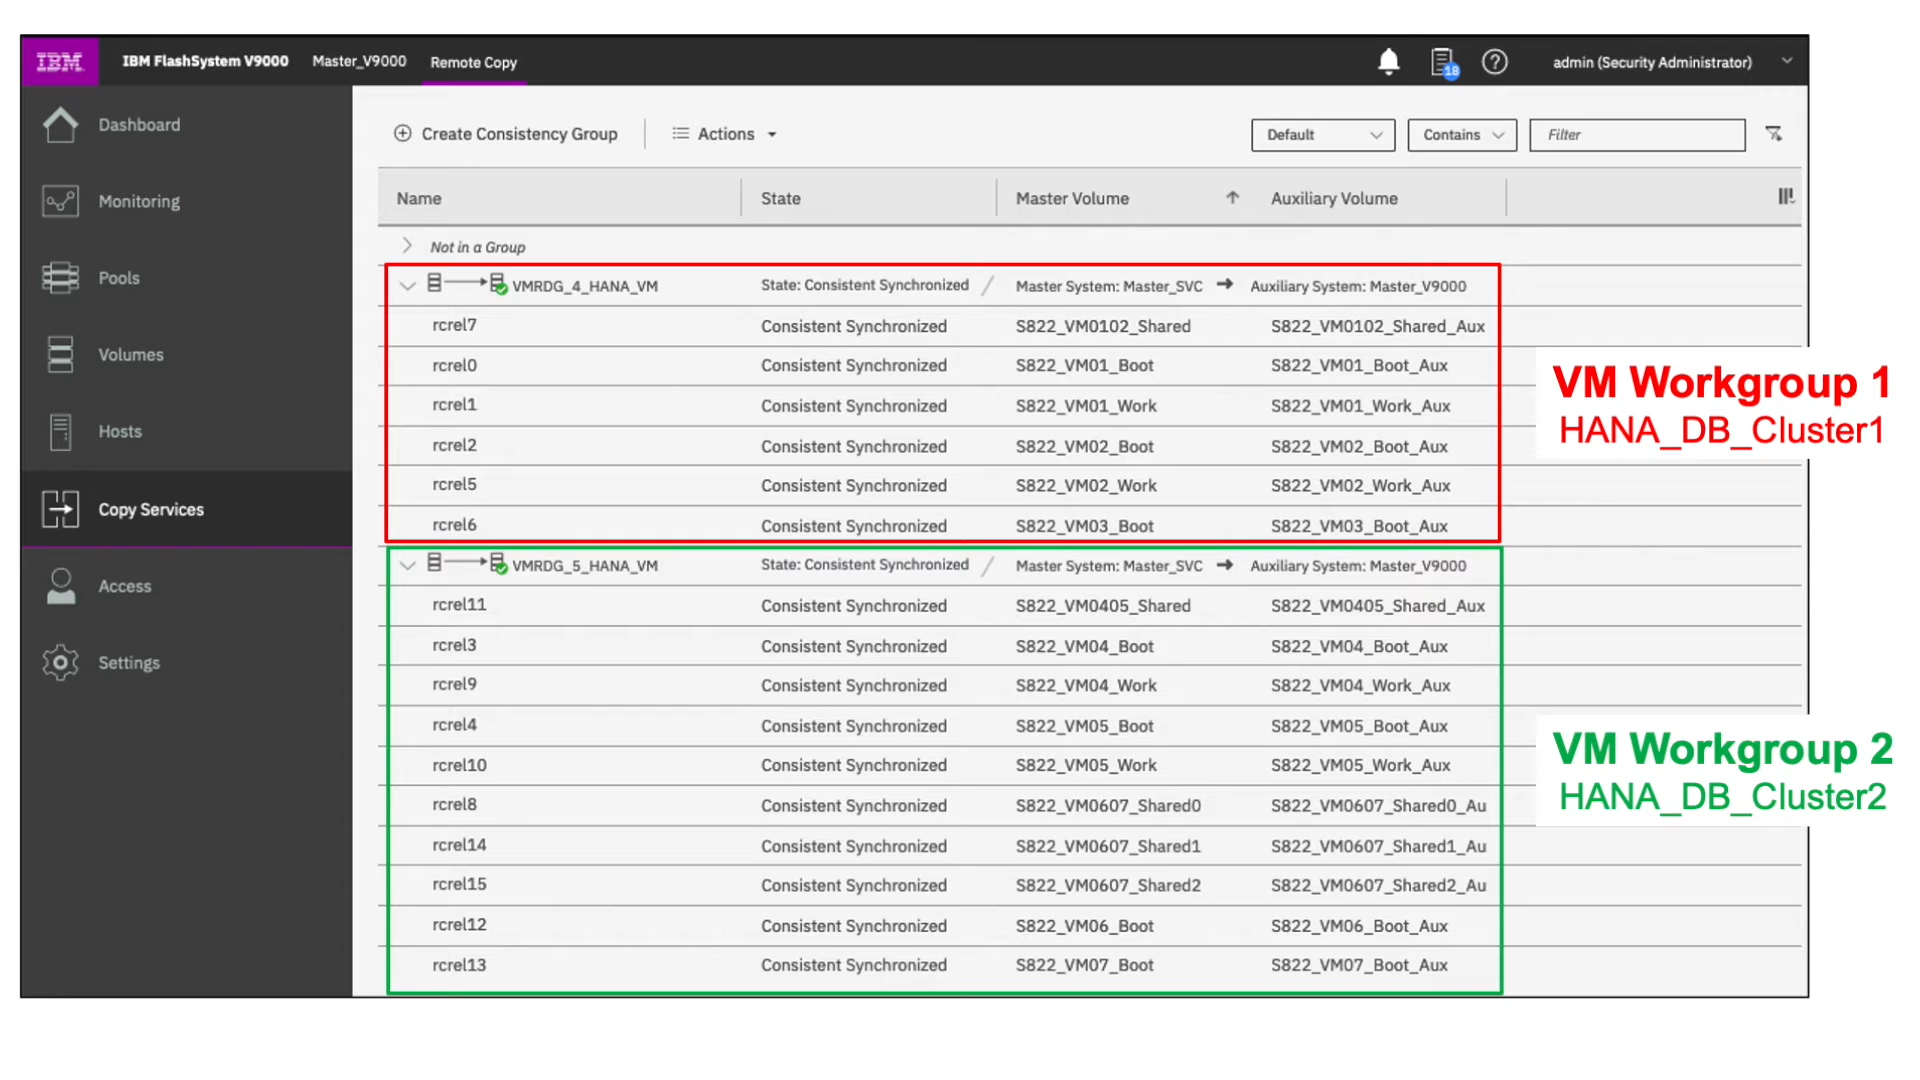 IBM IBM FlashSystem V9000 Master_V9000 Remote Copy 18 ? admin (Security Administrator)
Dashboard
Monitoring
Pools
Volumes
Hosts
Copy Services
Access
Settings
Create Consistency Group Actions Default Contains Filter
Name State Master Volume Auxiliary Volume
Not in a Group
VMRDG_4_HANA_VM State: Consistent Synchronized Master System: Master_SVC → Auxiliary System: Master_V9000
rcrel7 Consistent Synchronized S822_VM0102_Shared S822_VM0102_Shared_Aux
rcrel0 Consistent Synchronized S822_VM01_Boot S822_VM01_Boot_Aux
rcrel1 Consistent Synchronized S822_VM01_Work S822_VM01_Work_Aux
rcrel2 Consistent Synchronized S822_VM02_Boot S822_VM02_Boot_Aux
rcrel5 Consistent Synchronized S822_VM02_Work S822_VM02_Work_Aux
rcrel6 Consistent Synchronized S822_VM03_Boot S822_VM03_Boot_Aux
VMRDG_5_HANA_VM State: Consistent Synchronized Master System: Master_SVC → Auxiliary System: Master_V9000
rcrel11 Consistent Synchronized S822_VM0405_Shared S822_VM0405_Shared_Aux
rcrel3 Consistent Synchronized S822_VM04_Boot S822_VM04_Boot_Aux
rcrel9 Consistent Synchronized S822_VM04_Work S822_VM04_Work_Aux
rcrel4 Consistent Synchronized S822_VM05_Boot S822_VM05_Boot_Aux
rcrel10 Consistent Synchronized S822_VM05_Work S822_VM05_Work_Aux
rcrel8 Consistent Synchronized S822_VM0607_Shared0 S822_VM0607_Shared0_Au
rcrel14 Consistent Synchronized S822_VM0607_Shared1 S822_VM0607_Shared1_Au
rcrel15 Consistent Synchronized S822_VM0607_Shared2 S822_VM0607_Shared2_Au
rcrel12 Consistent Synchronized S822_VM06_Boot S822_VM06_Boot_Aux
rcrel13 Consistent Synchronized S822_VM07_Boot S822_VM07_Boot_Aux
VM Workgroup 1
HANA_DB_Cluster1
VM Workgroup 2
HANA_DB_Cluster2